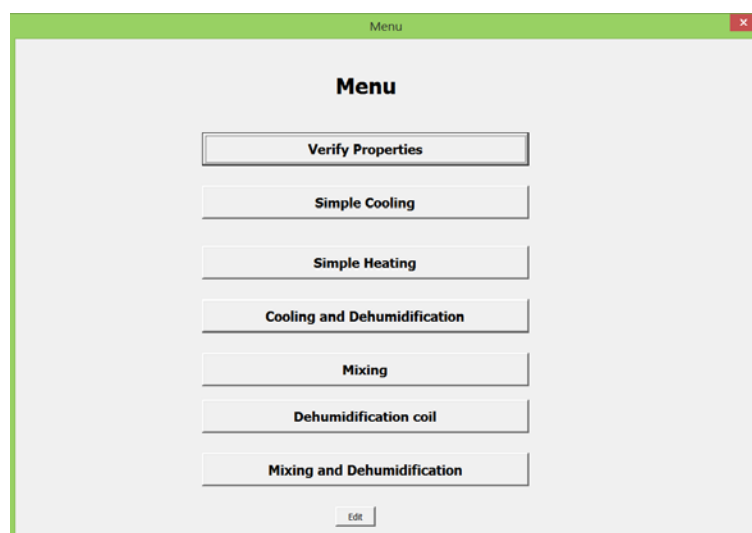 Menu
Menu
Verify Properties
Simple Cooling
Simple Heating
Cooling and Dehumidification
Mixing
Dehumidification coil
Mixing and Dehumidification
Edit